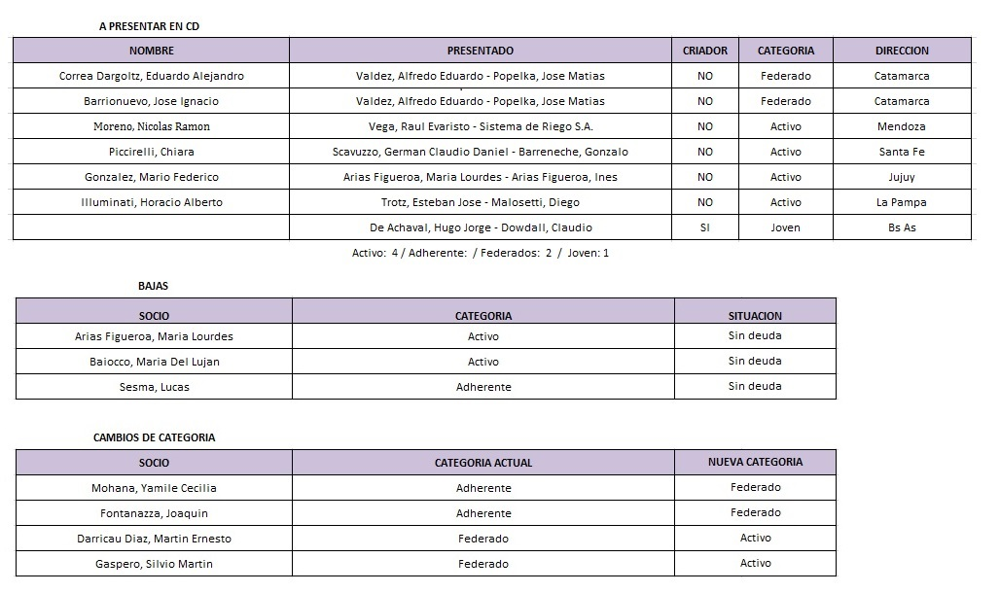 A PRESENTAR EN CD
NOMBRE PRESENTADO CRIADOR CATEGORIA DIRECCION
Correa Dargoltz, Eduardo Alejandro Valdez, Alfredo Eduardo - Popelka, Jose Matias NO Federado Catamarca
Barrionuevo, Jose Ignacio Valdez, Alfredo Eduardo - Popelka, Jose Matias NO Federado Catamarca
Moreno, Nicolas Ramon Vega, Raul Evaristo - Sistema de Riego S.A. NO Activo Mendoza
Piccirelli, Chiara Scavuzzo, German Claudio Daniel - Barreneche, Gonzalo NO Activo Santa Fe
Gonzalez, Mario Federico Arias Figueroa, Maria Lourdes - Arias Figueroa, Ines NO Activo Jujuy
Illuminati, Horacio Alberto Trotz, Esteban Jose - Malosetti, Diego NO Activo La Pampa
De Achaval, Hugo Jorge - Dowdall, Claudio SI Joven Bs As
Activo: 4 / Adherente: / Federados: 2 / Joven: 1
BAJAS
SOCIO CATEGORIA SITUACION
Arias Figueroa, Maria Lourdes Activo Sin deuda
Baiocco, Maria Del Lujan Activo Sin deuda
Sesma, Lucas Adherente Sin deuda
CAMBIOS DE CATEGORIA
SOCIO CATEGORIA ACTUAL NUEVA CATEGORIA
Mohana, Yamile Cecilia Adherente Federado
Fontanazza, Joaquin Adherente Federado
Darricau Diaz, Martin Ernesto Federado Activo
Gaspero, Silvio Martin Federado Activo